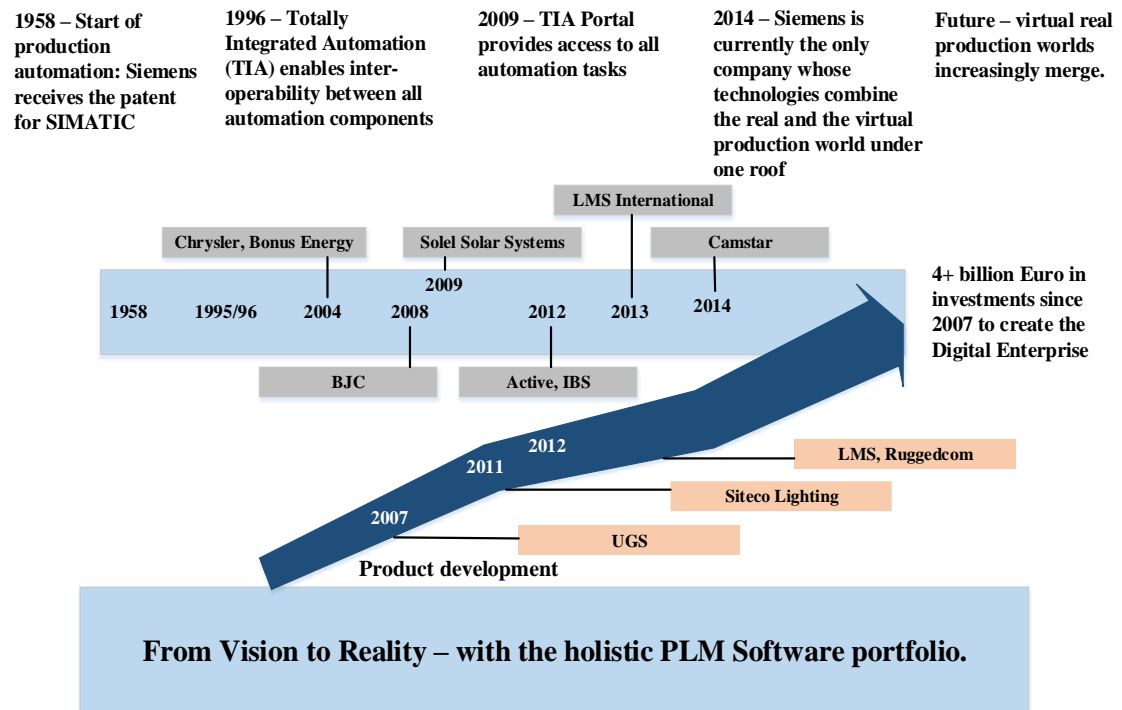 1958 – Start of
production
automation: Siemens
receives the patent
for SIMATIC
1996 – Totally
Integrated Automation
(TIA) enables inter-
operability between all
automation components
2009 – TIA Portal
provides access to all
automation tasks
2014 – Siemens is
currently the only
company whose
technologies combine
the real and the virtual
production world under
one roof
Future – virtual real
production worlds
increasingly merge.
LMS International
Chrysler, Bonus Energy
Solel Solar Systems
Camstar
1958
1995/96
2004
2008
2009
2012
2013
2014
4+ billion Euro in
investments since
2007 to create the
Digital Enterprise
BJC
Active, IBS
2012
2011
2007
LMS, Ruggedcom
Siteco Lighting
UGS
Product development
From Vision to Reality – with the holistic PLM Software portfolio.